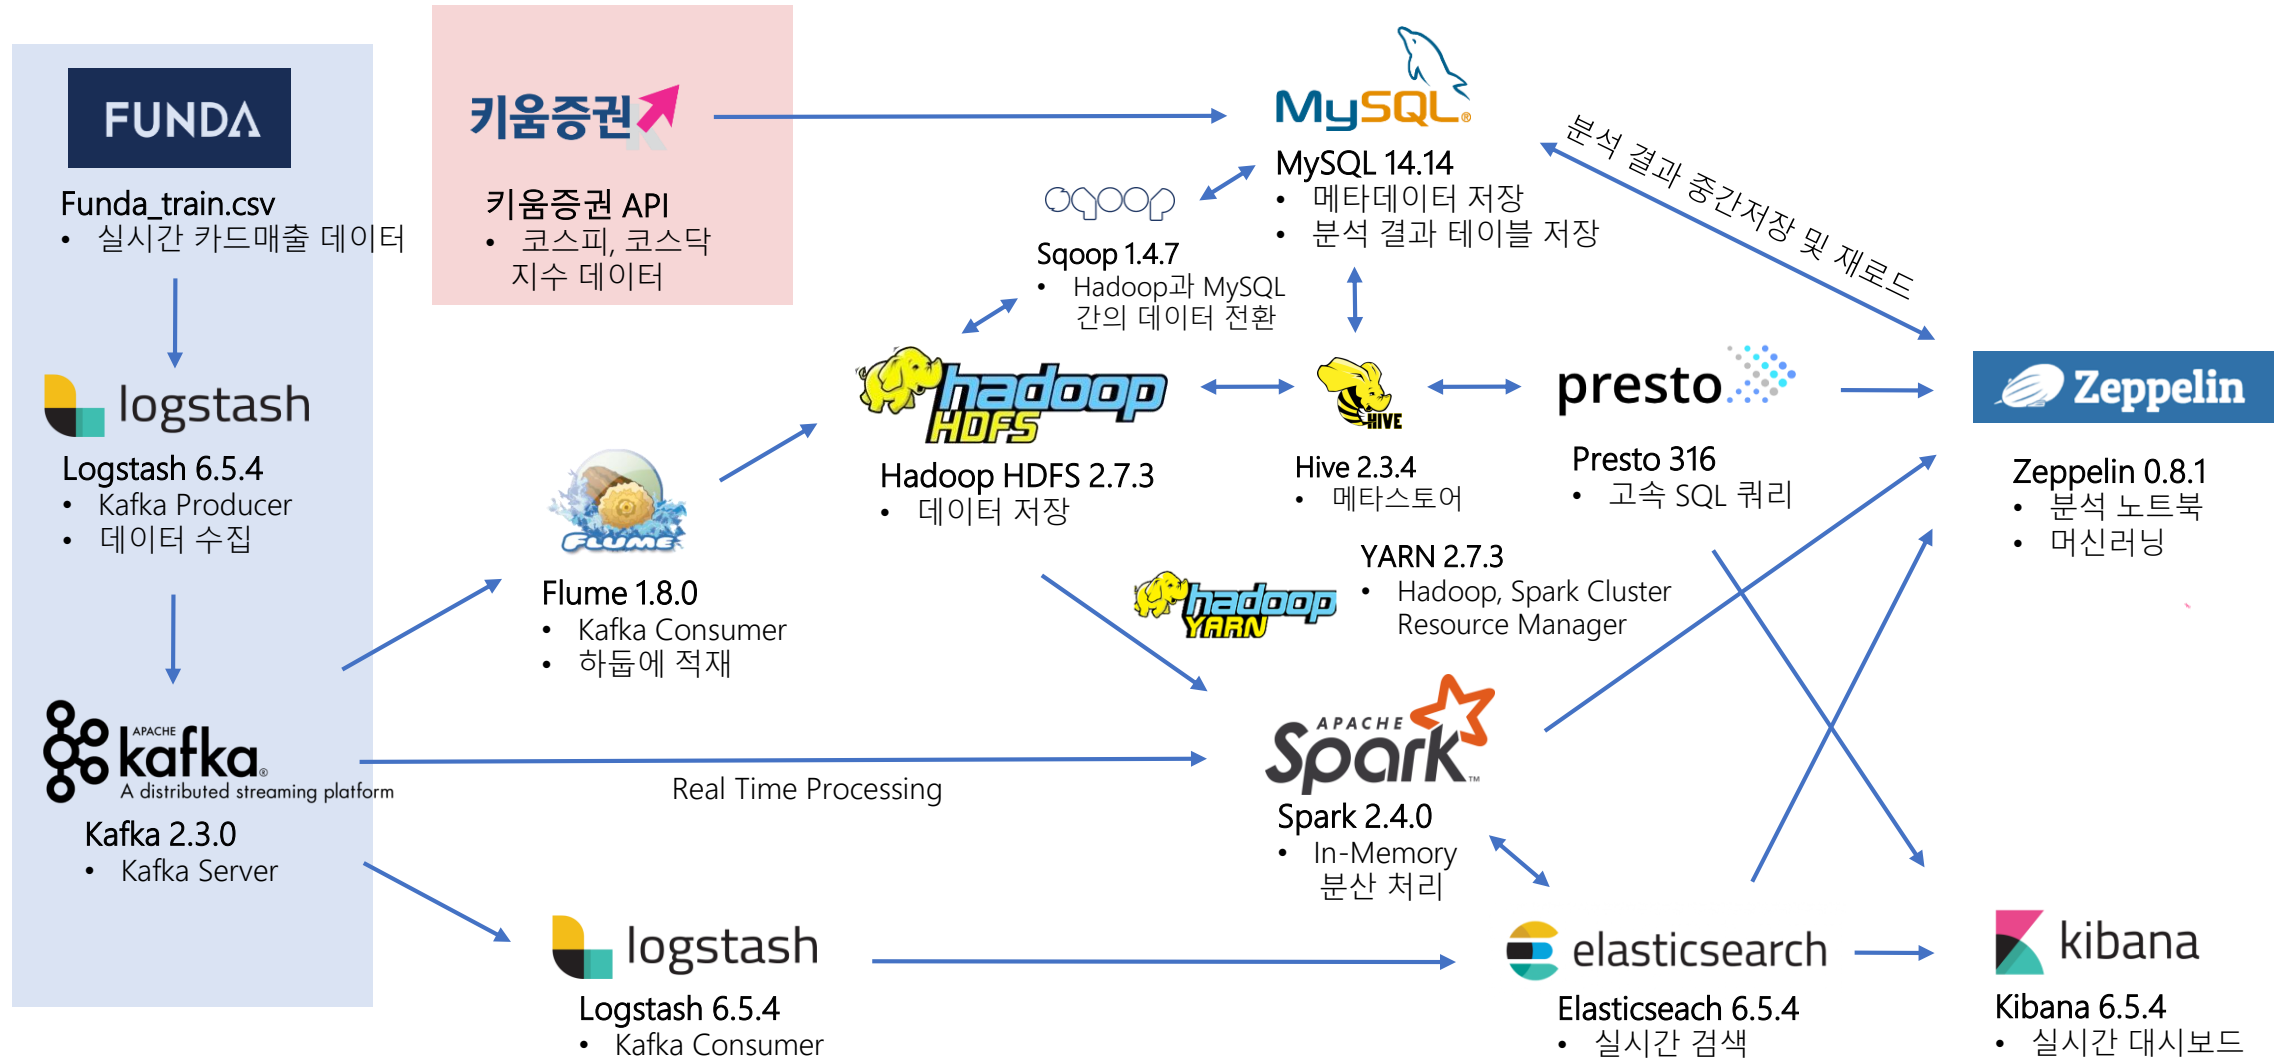 FUNDA
Funda_train.csv
• 실시간 카드매출 데이터
logstash
Logstash 6.5.4
• Kafka Producer
• 데이터 수집
APACHE
kafka®
A distributed streaming platform
Kafka 2.3.0
• Kafka Server
키움증권
키움증권 API
• 코스피, 코스닥
지수 데이터
FLUME
Flume 1.8.0
• Kafka Consumer
• 하둡에 적재
Real Time Processing
logstash
Logstash 6.5.4
• Kafka Consumer
MySQL®
MySQL 14.14
• 메타데이터 저장
• 분석 결과 테이블 저장
sqoop
Sqoop 1.4.7
• Hadoop과 MySQL
간의 데이터 전환
hadoop
HDFS
Hadoop HDFS 2.7.3
• 데이터 저장
HIVE
Hive 2.3.4
• 메타스토어
presto
Presto 316
• 고속 SQL 쿼리
분석 결과 중간저장 및 재로드
Zeppelin
Zeppelin 0.8.1
• 분석 노트북
• 머신러닝
hadoop
YARN
YARN 2.7.3
• Hadoop, Spark Cluster
Resource Manager
APACHE
Spark™
Spark 2.4.0
• In-Memory
분산 처리
elasticsearch
Elasticseach 6.5.4
• 실시간 검색
kibana
Kibana 6.5.4
• 실시간 대시보드